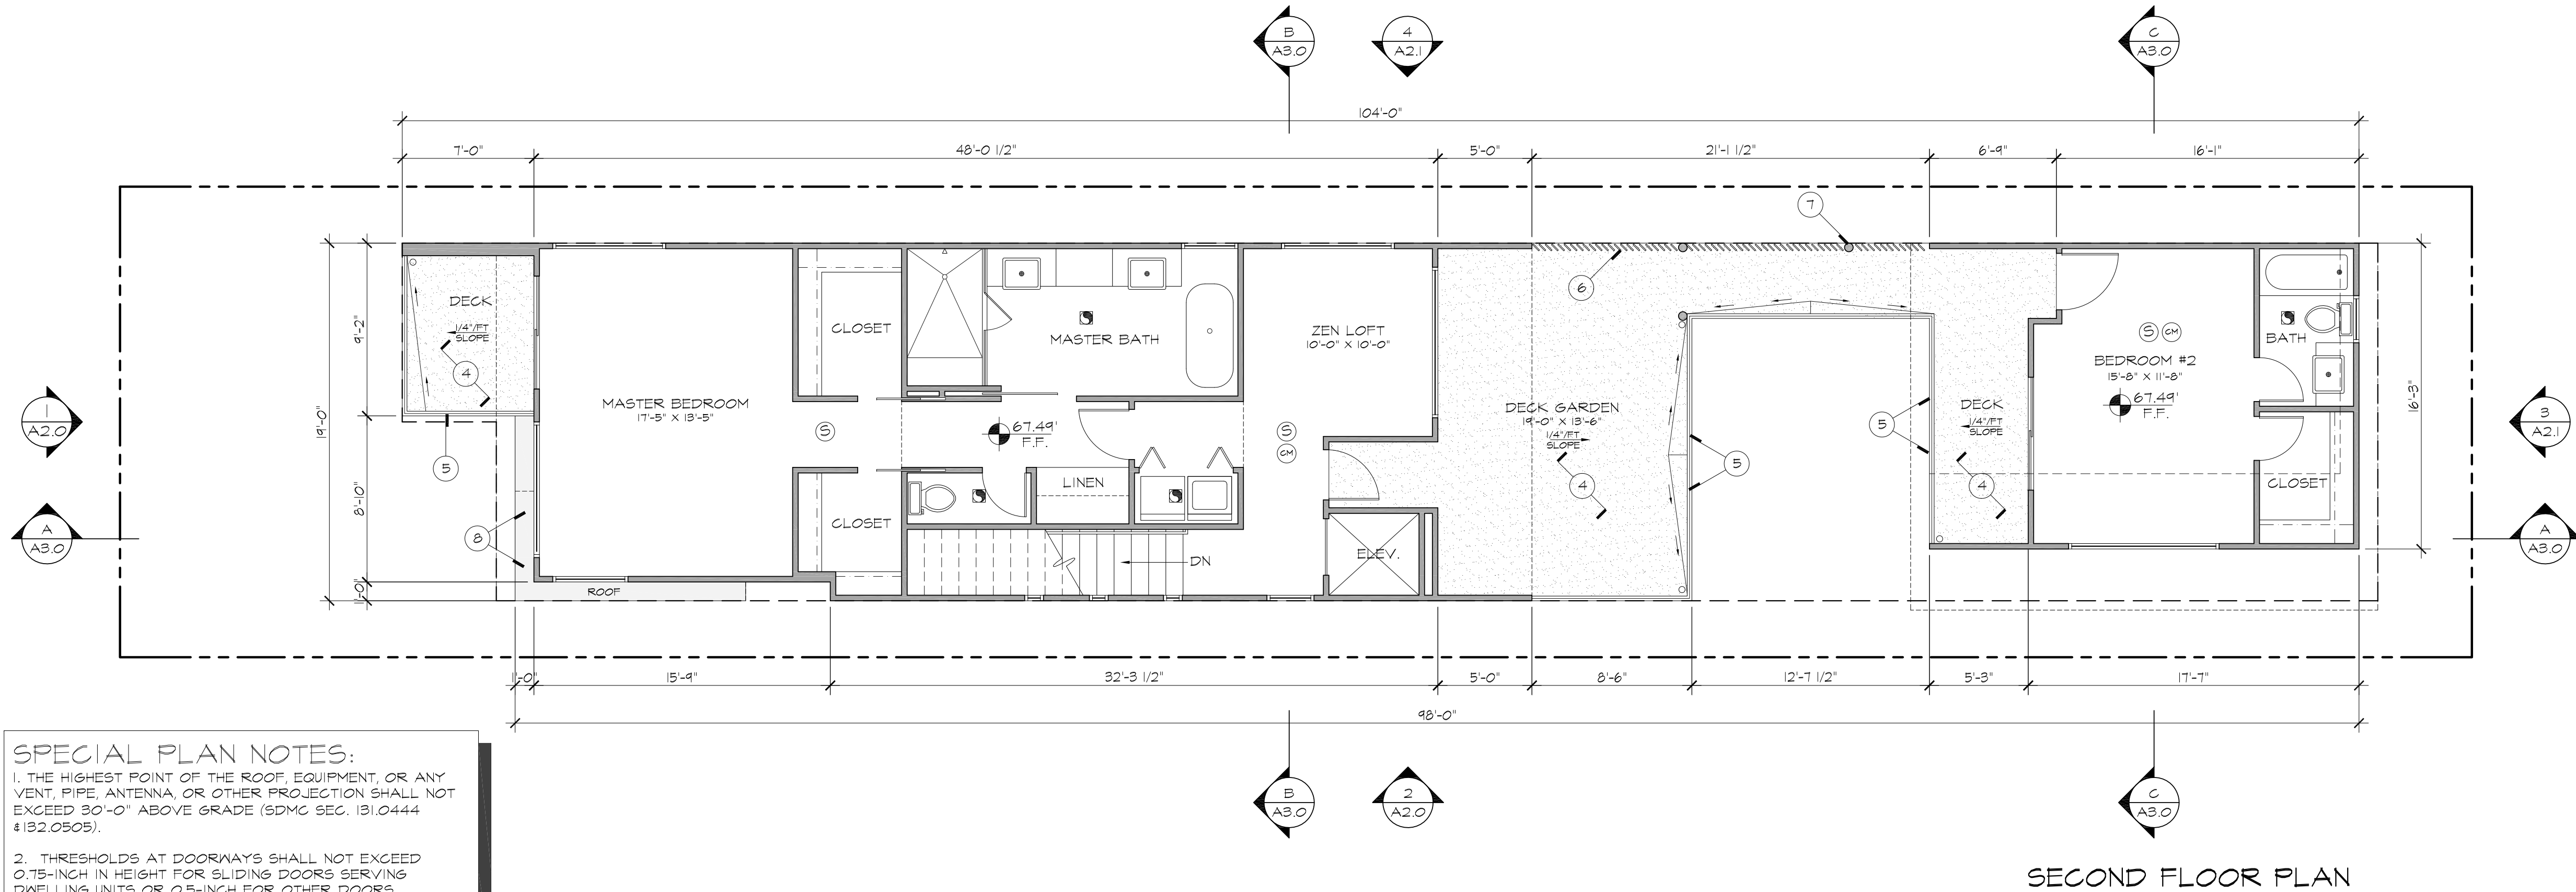 B
A3.0
4
A2.1
C
A3.0
104'-0"
7'-0"
48'-0 1/2"
5'-0"
21'-1 1/2"
6'-9"
16'-1"
7
6
DECK
1/4"/FT
SLOPE
4
9'-2"
19'-0"
8'-10"
1'-0"
1
A2.0
A
A3.0
5
8
MASTER BEDROOM
17'-5" X 13'-5"
S
CLOSET
CLOSET
MASTER BATH
67.49'
F.F.
LINEN
DN
ROOF
ZEN LOFT
10'-0" X 10'-0"
S
CM
ELEV.
DECK GARDEN
19'-0" X 13'-6"
1/4"/FT
SLOPE
4
5
5
DECK
1/4"/FT
SLOPE
4
S CM
BEDROOM #2
15'-8" X 11'-8"
67.49'
F.F.
BATH
CLOSET
16'-3"
3
A2.1
A
A3.0
1'-0"
15'-9"
32'-3 1/2"
5'-0"
8'-6"
12'-7 1/2"
5'-3"
17'-7"
98'-0"
B
A3.0
2
A2.0
C
A3.0
SPECIAL PLAN NOTES:
1. THE HIGHEST POINT OF THE ROOF, EQUIPMENT, OR ANY
VENT, PIPE, ANTENNA, OR OTHER PROJECTION SHALL NOT
EXCEED 30'-0" ABOVE GRADE (SDMC SEC. 131.0444
&132.0505).
2. THRESHOLDS AT DOORWAYS SHALL NOT EXCEED
0.75-INCH IN HEIGHT FOR SLIDING DOORS SERVING
DWELLING UNITS OR 0.5-INCH FOR OTHER DOORS
SECOND FLOOR PLAN